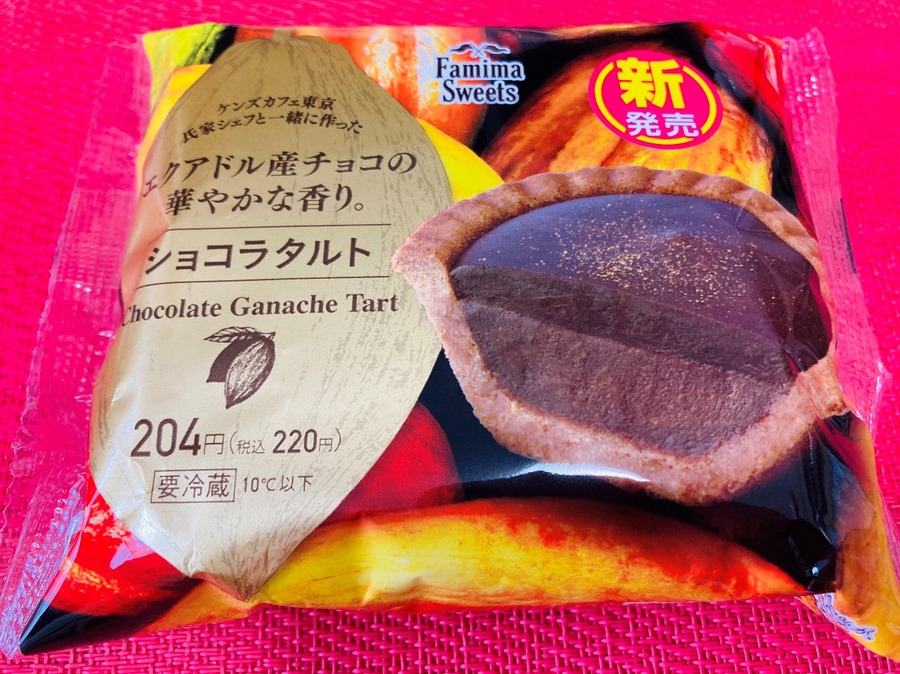 Famima
Sweets
新
発売
ケンズカフェ東京
氏家シェフと一緒に作った
エクアドル産チョコの
華やかな香り。
ショコラタルト
Chocolate Ganache Tart
204円(税込 220円)
要冷蔵 10℃以下